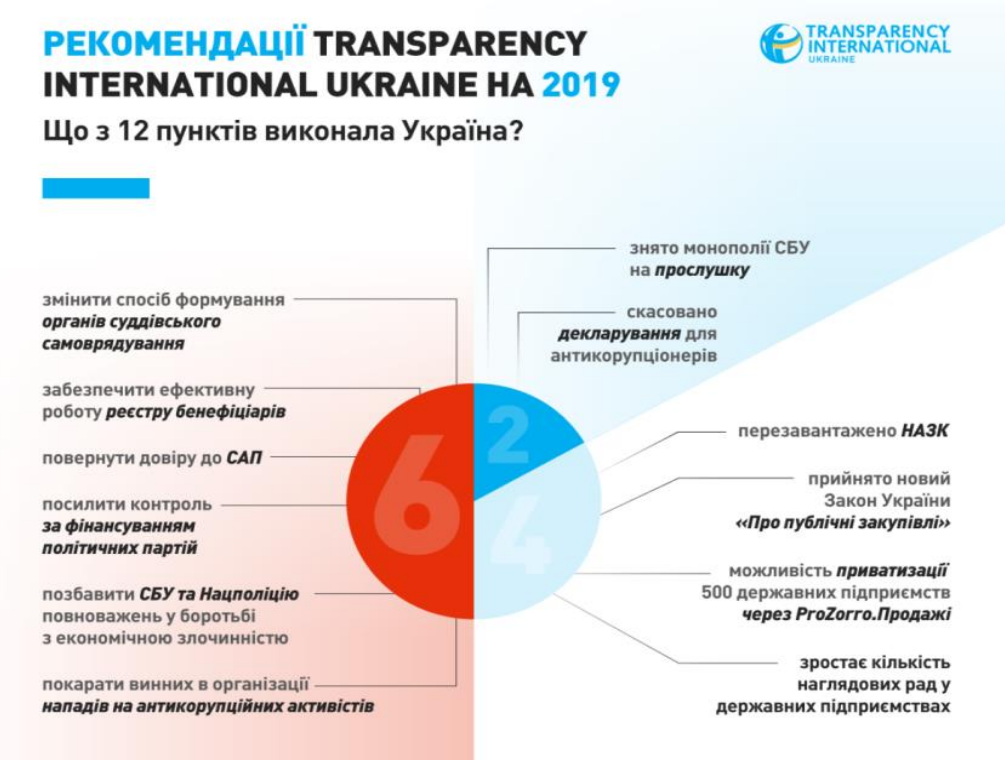 РЕКОМЕНДАЦІЇ TRANSPARENCY
INTERNATIONAL UKRAINE НА 2019
Що з 12 пунктів виконала Україна?
TRANSPARENCY
INTERNATIONAL
UKRAINE
змінити спосіб формування
органів суддівського
самоврядування
забезпечити ефективну
роботу реєстру бенефіціарів
повернути довіру до САП
посилити контроль
за фінансуванням
політичних партій
позбавити СБУ та Нацполіцію
повноважень у боротьбі
з економічною злочинністю
покарати винних в організації
нападів на антикорупційних активістів
6
2
4
знято монополії СБУ
на прослушку
скасовано
декларування для
антикорупціонерів
перезавантажено НАЗК
прийнято новий
Закон України
«Про публічні закупівлі»
можливість приватизації
500 державних підприємств
через ProZorro.Продажі
зростає кількість
наглядових рад у
державних підприємствах